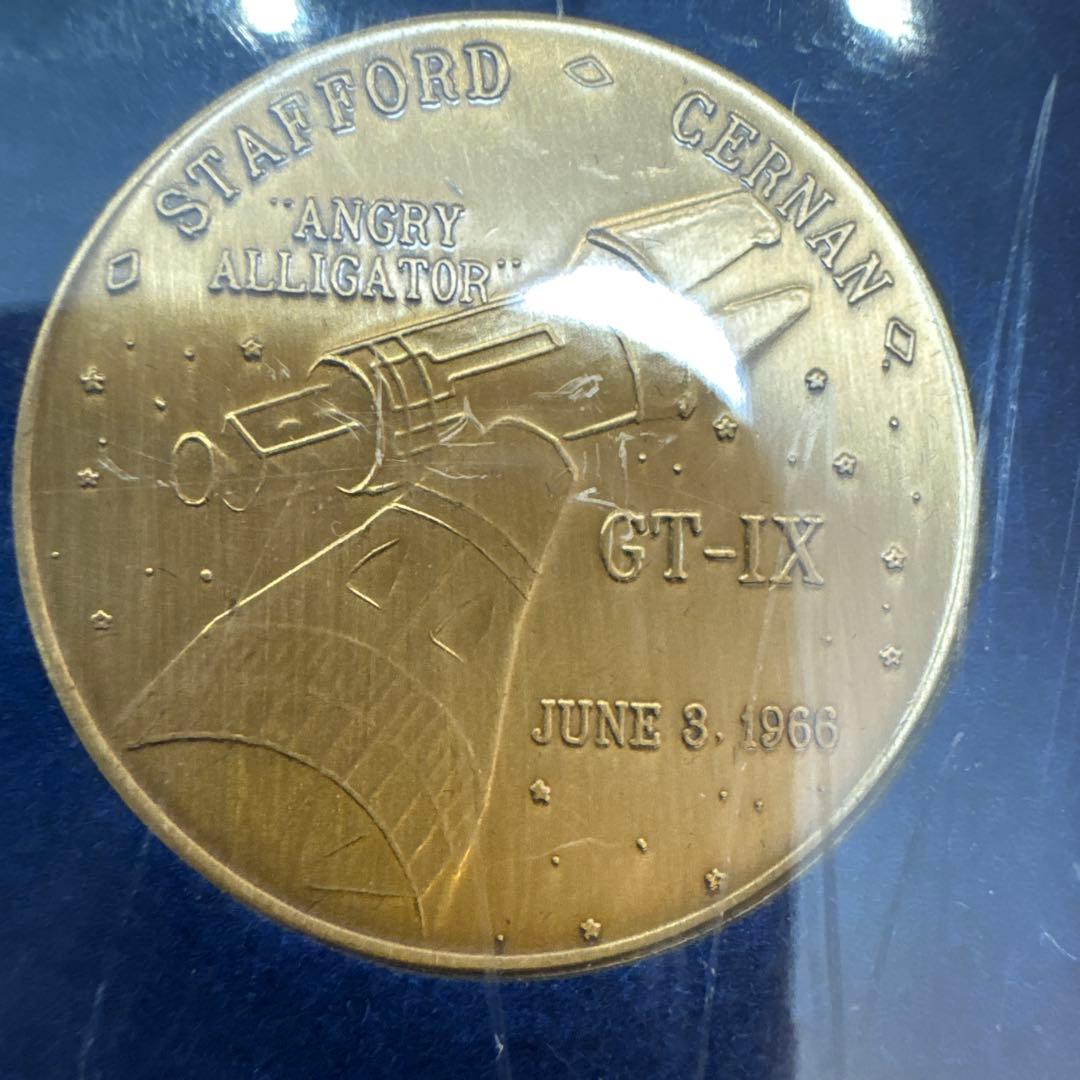 STAFFORD
CERNAN
"ANGRY
ALLIGATOR"
GT-IX
JUNE 3, 1966